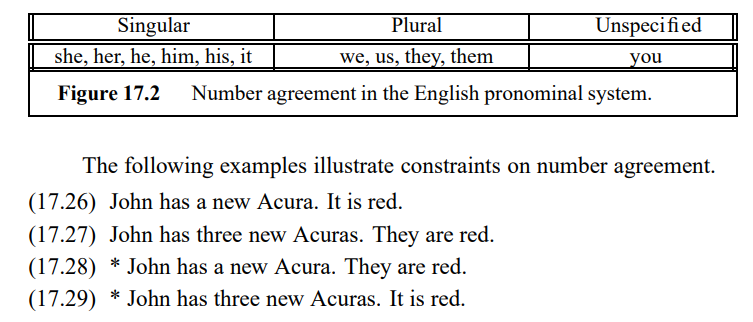 Singular Plural Unspecified
she, her, he, him, his, it we, us, they, them you
Figure 17.2 Number agreement in the English pronominal system.
The following examples illustrate constraints on number agreement.
(17.26) John has a new Acura. It is red.
(17.27) John has three new Acuras. They are red.
(17.28) * John has a new Acura. They are red.
(17.29) * John has three new Acuras. It is red.